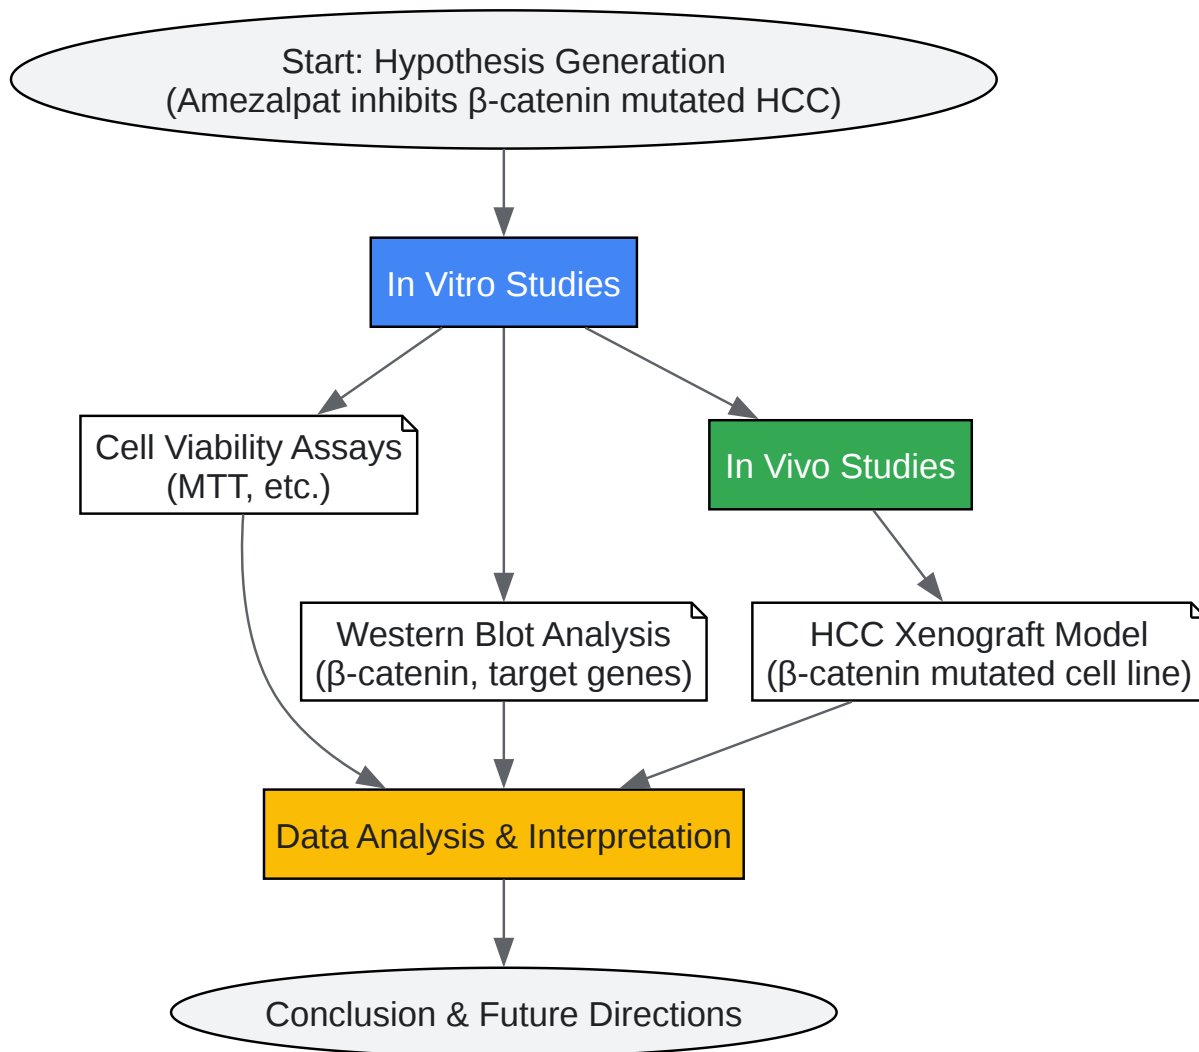 Start: Hypothesis Generation
(Amezalpat inhibits β-catenin mutated HCC)
In Vitro Studies
Cell Viability Assays
(MTT, etc.)
In Vivo Studies
Western Blot Analysis
(β-catenin, target genes)
HCC Xenograft Model
(β-catenin mutated cell line)
Data Analysis & Interpretation
Conclusion & Future Directions